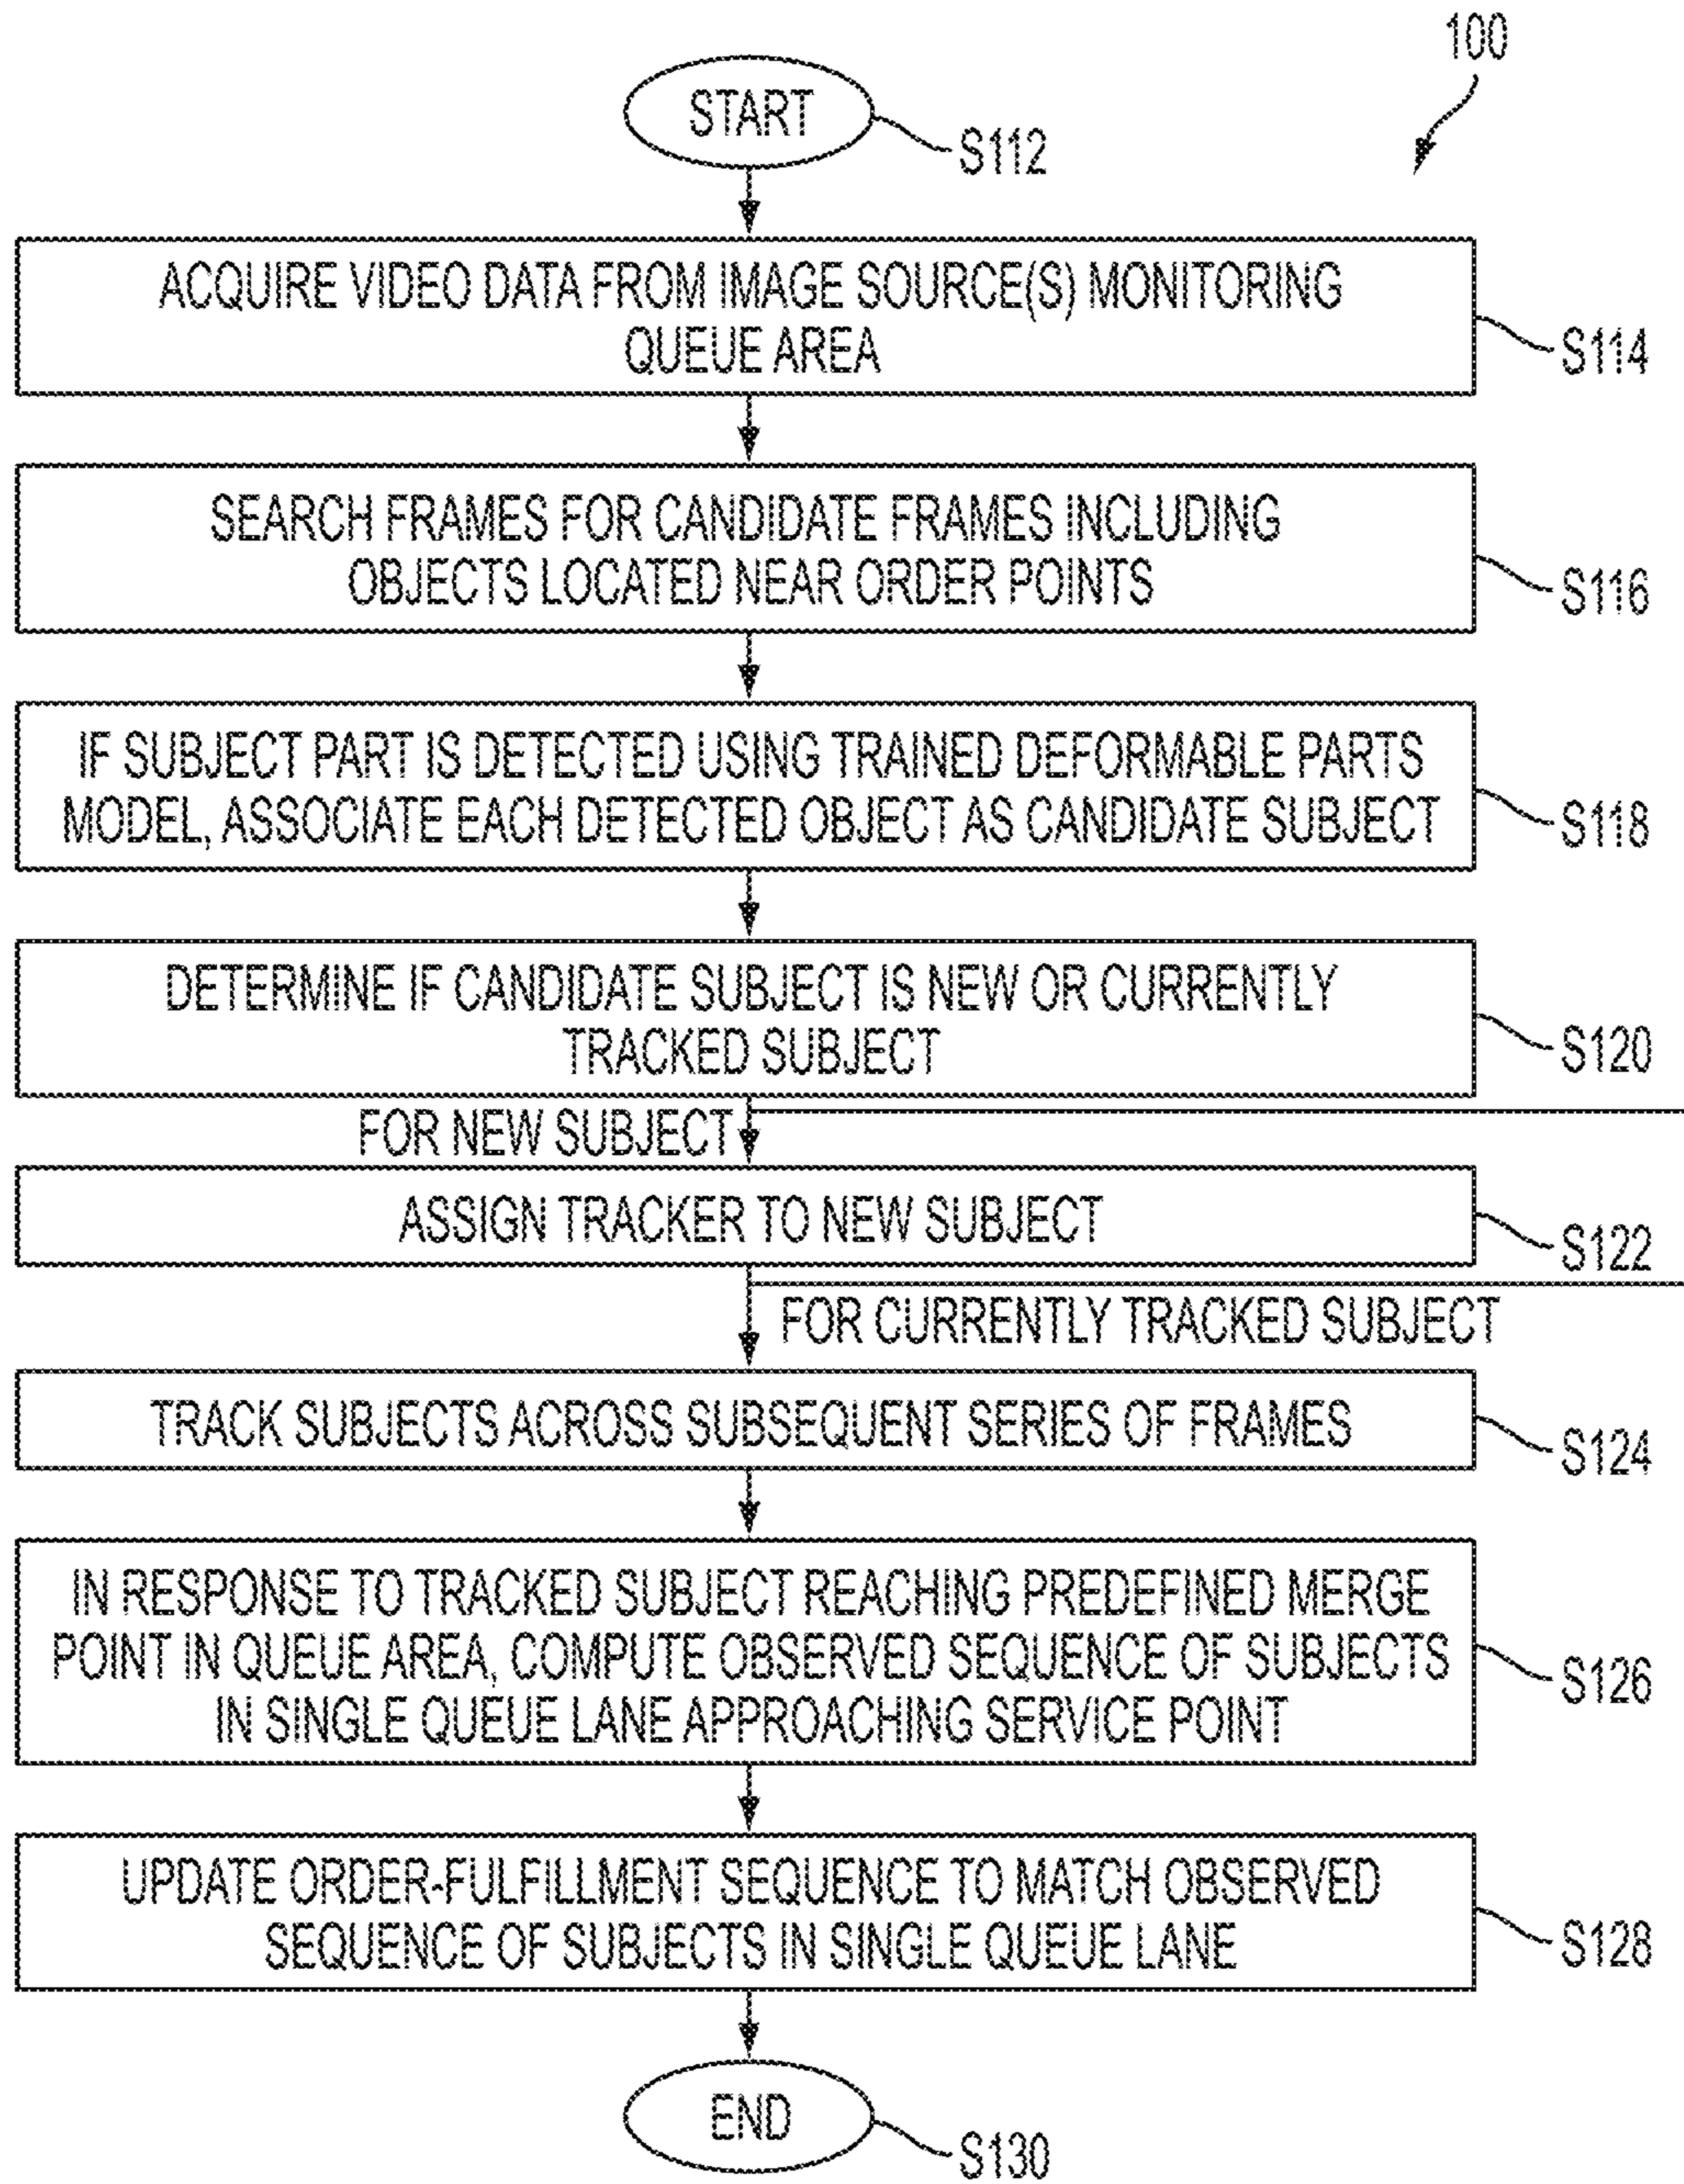 100
START
S112
ACQUIRE VIDEO DATA FROM IMAGE SOURCE(S) MONITORING
QUEUE AREA
S114
SEARCH FRAMES FOR CANDIDATE FRAMES INCLUDING
OBJECTS LOCATED NEAR ORDER POINTS
S116
IF SUBJECT PART IS DETECTED USING TRAINED DEFORMABLE PARTS
MODEL, ASSOCIATE EACH DETECTED OBJECT AS CANDIDATE SUBJECT
S118
DETERMINE IF CANDIDATE SUBJECT IS NEW OR CURRENTLY
TRACKED SUBJECT
S120
FOR NEW SUBJECT
ASSIGN TRACKER TO NEW SUBJECT
S122
FOR CURRENTLY TRACKED SUBJECT
TRACK SUBJECTS ACROSS SUBSEQUENT SERIES OF FRAMES
S124
IN RESPONSE TO TRACKED SUBJECT REACHING PREDEFINED MERGE
POINT IN QUEUE AREA, COMPUTE OBSERVED SEQUENCE OF SUBJECTS
IN SINGLE QUEUE LANE APPROACHING SERVICE POINT
S126
UPDATE ORDER-FULFILLMENT SEQUENCE TO MATCH OBSERVED
SEQUENCE OF SUBJECTS IN SINGLE QUEUE LANE
S128
END
S130